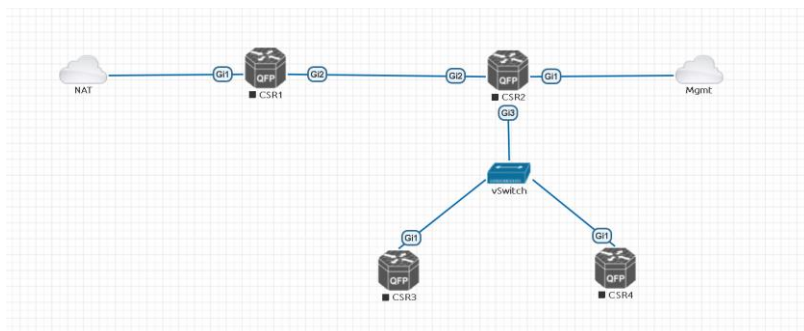 Gi1
QFP
Gi2
Gi2
QFP
Gi1
NAT
CSR1
CSR2
Mgmt
Gi3
vSwitch
Gi1
Gi1
QFP
QFP
CSR3
CSR4